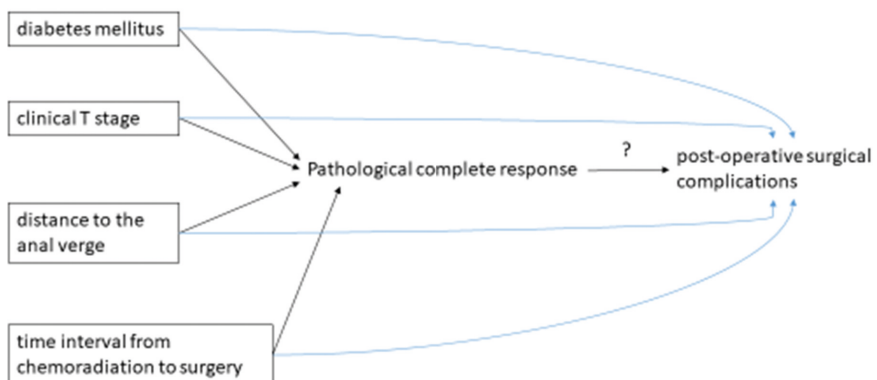 diabetes mellitus
clinical T stage
?
Pathological complete response
post-operative surgical
complications
distance to the
anal verge
time interval from
chemoradiation to surgery